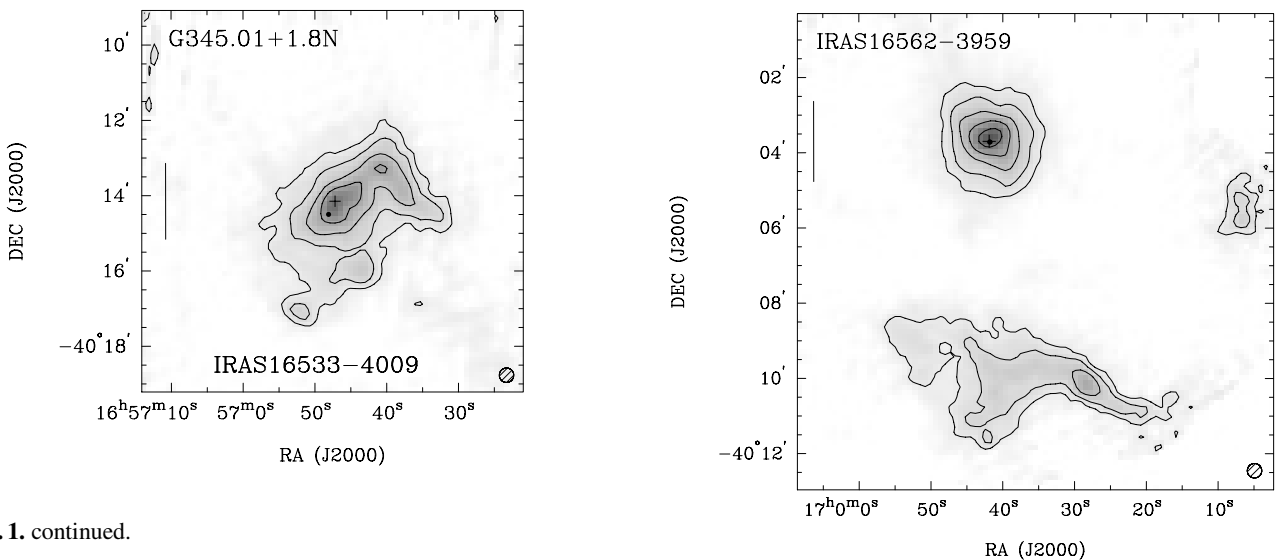 G345.01+1.8N
10′
12′
14′
16′
−40°18′
DEC (J2000)
IRAS16533−4009
16ʰ57ᵐ10ˢ 57ᵐ0ˢ 50ˢ 40ˢ 30ˢ
RA (J2000)
IRAS16562−3959
02′
04′
06′
08′
10′
−40°12′
DEC (J2000)
17ʰ0ᵐ0ˢ 50ˢ 40ˢ 30ˢ 20ˢ 10ˢ
RA (J2000)
. 1. continued.